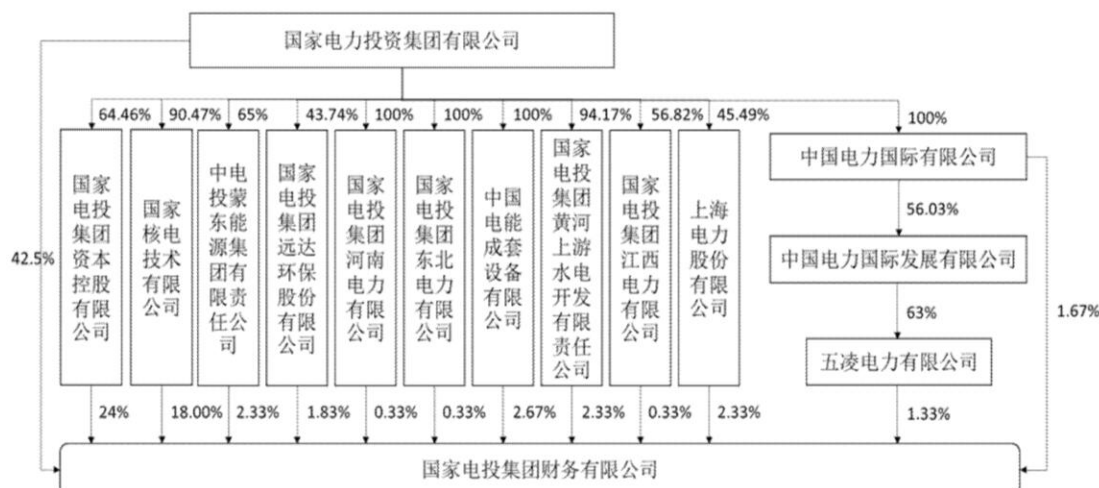 国家电力投资集团有限公司
42.5%
64.46%
90.47%
65%
43.74%
100%
100%
100%
94.17%
56.82%
45.49%
100%
国家
电投
集团
资本
控股
有限
公司
国家
核电
技术
有限
公司
中电
投蒙
东能
源集
团有
限责
任公
司
国家
电投
集团
远达
环保
股份
有限
公司
国家
电投
集团
河南
电力
有限
公司
国家
电投
集团
东北
电力
有限
公司
中国
电能
成套
设备
有限
公司
国家
电投
集团
黄河
上游
水电
开发
有限
责任
公司
国家
电投
集团
江西
电力
有限
公司
上海
电力
股份
有限
公司
中国电力国际有限公司
56.03%
中国电力国际发展有限公司
63%
五凌电力有限公司
1.67%
24%
18.00%
2.33%
1.83%
0.33%
0.33%
2.67%
2.33%
0.33%
2.33%
1.33%
国家电投集团财务有限公司